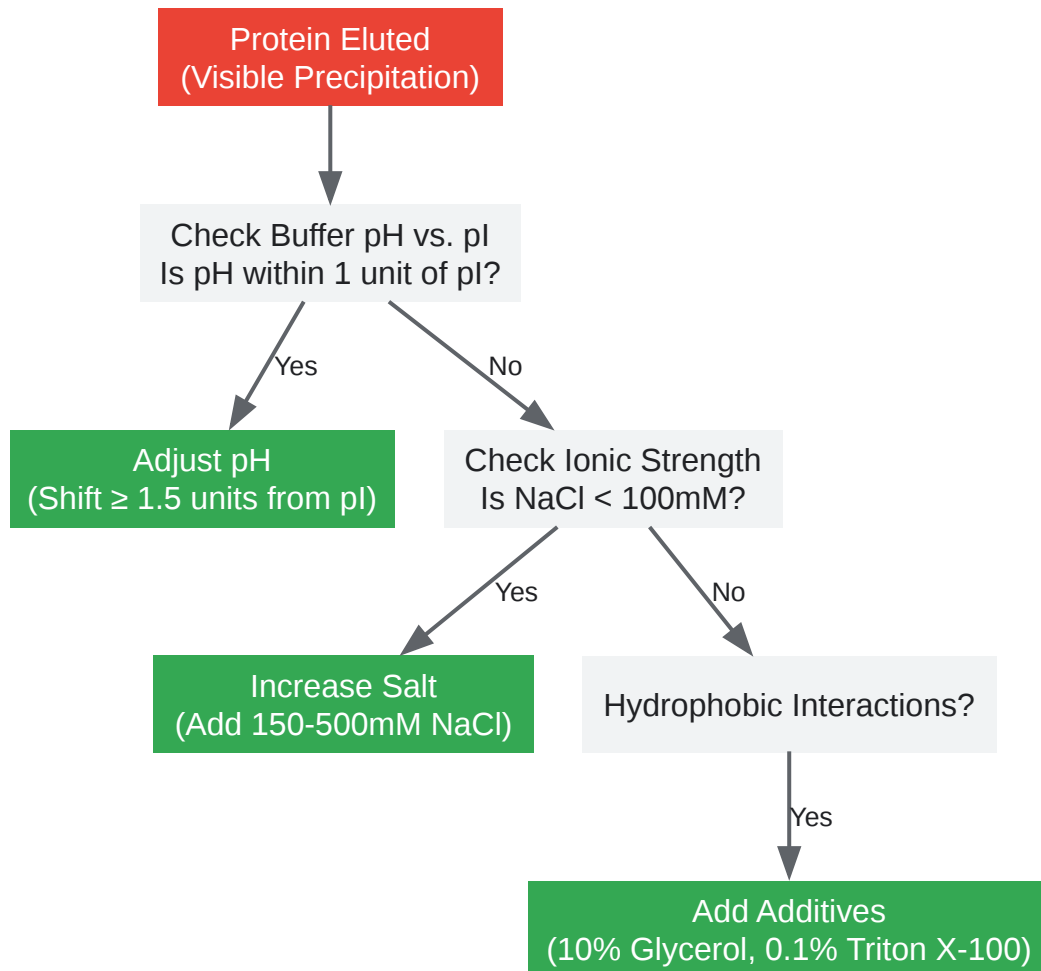 Protein Eluted
(Visible Precipitation)
Check Buffer pH vs. pI
Is pH within 1 unit of pI?
Yes
No
Adjust pH
(Shift ≥ 1.5 units from pI)
Check Ionic Strength
Is NaCl < 100mM?
Yes
No
Increase Salt
(Add 150-500mM NaCl)
Hydrophobic Interactions?
Yes
Add Additives
(10% Glycerol, 0.1% Triton X-100)